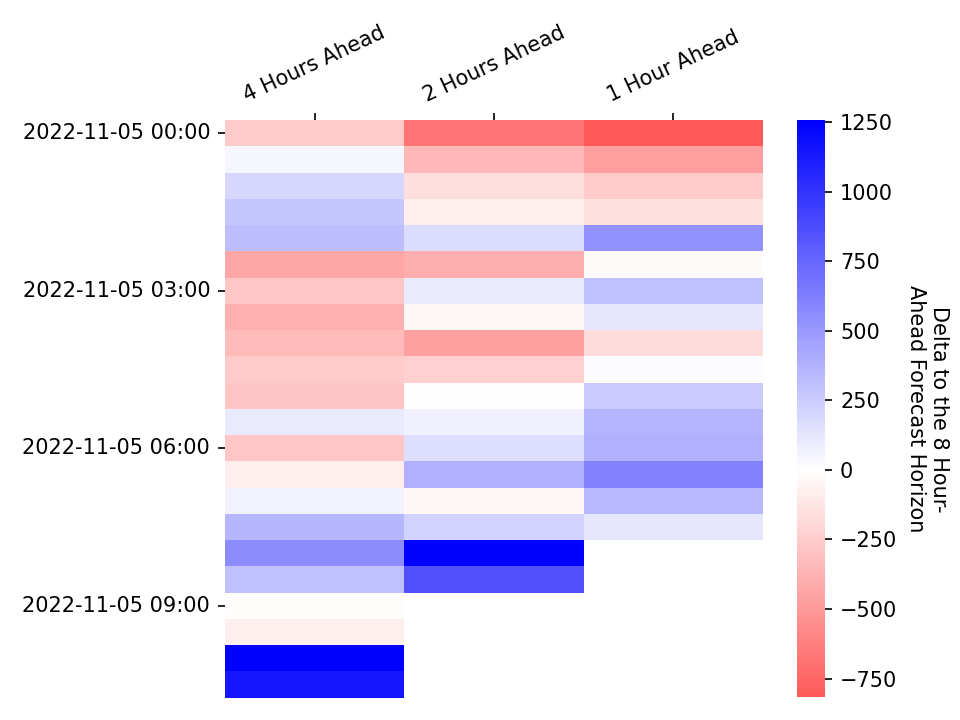 4 Hours Ahead
2 Hours Ahead
1 Hour Ahead
2022-11-05 00:00
2022-11-05 03:00
2022-11-05 06:00
2022-11-05 09:00
1250
1000
750
500
250
0
−250
−500
−750
Delta to the 8 Hour-
Ahead Forecast Horizon